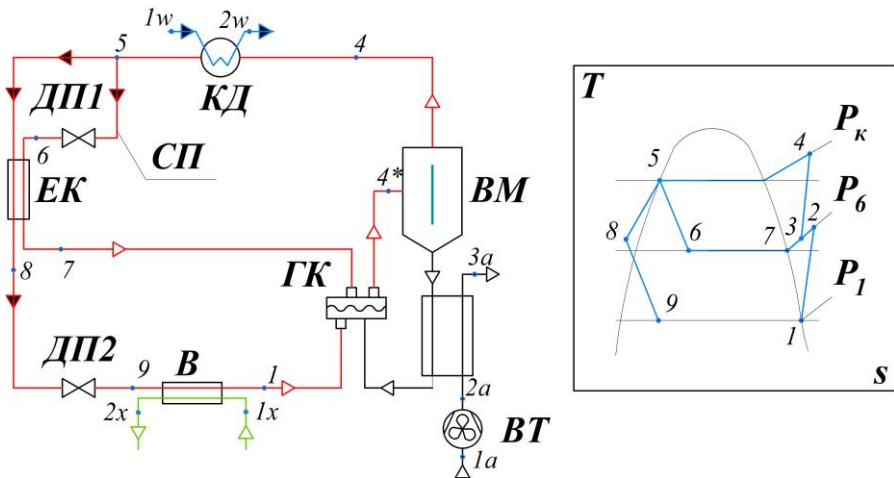 1w
2w
5
4
ДП1
КД
6
СП
ЕК
4*
ВМ
8
7
ГК
3a
ДП2
9
В
1
2a
2x
1x
ВТ
1a
T
Pк
4
5
P6
3
2
8
6
7
P1
9
1
s